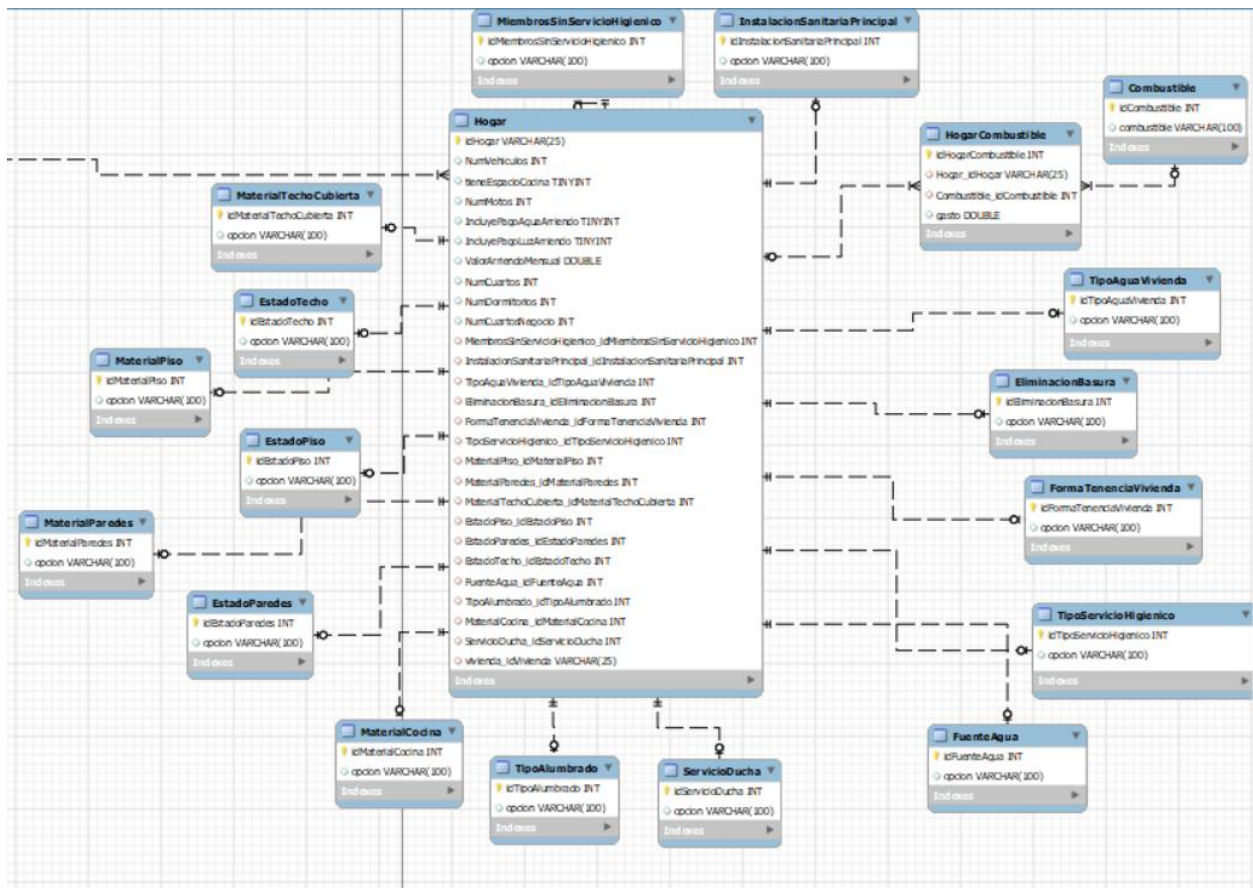 MiembrosSinServicioHigienico
idMiembrosSinServicioHigienico INT
opcion VARCHAR(100)
Indexes
InstalacionSanitariaPrincipal
idInstalacionSanitariaPrincipal INT
opcion VARCHAR(100)
Indexes
Combustible
idCombustible INT
combustible VARCHAR(100)
Indexes
HogarCombustible
idHogarCombustible INT
Hogar_idHogar VARCHAR(25)
Combustible_idCombustible INT
gasto DOUBLE
Indexes
Hogar
idHogar VARCHAR(25)
NumVehiculos INT
tieneEspacioCocina TINYINT
NumMotos INT
IncluyePagoAguaArriendo TINYINT
IncluyePagoLuzArriendo TINYINT
ValorArriendoMensual DOUBLE
NumCuartos INT
NumDormitorios INT
NumCuartosNegocio INT
MiembrosSinServicioHigienico_idMiembrosSinServicioHigienico INT
InstalacionSanitariaPrincipal_idInstalacionSanitariaPrincipal INT
TipoAguaVivienda_idTipoAguaVivienda INT
EliminacionBasura_idEliminacionBasura INT
FormaTenenciaVivienda_idFormaTenenciaVivienda INT
TipoServicioHigienico_idTipoServicioHigienico INT
MaterialPiso_idMaterialPiso INT
MaterialParedes_idMaterialParedes INT
MaterialTechoCubierta_idMaterialTechoCubierta INT
EstadoPiso_idEstadoPiso INT
EstadoParedes_idEstadoParedes INT
EstadoTecho_idEstadoTecho INT
FuenteAgua_idFuenteAgua INT
TipoAlumbrado_idTipoAlumbrado INT
MaterialCocina_idMaterialCocina INT
ServicioDucha_idServicioDucha INT
vivienda_idVivienda VARCHAR(25)
Indexes
MaterialTechoCubierta
idMaterialTechoCubierta INT
opcion VARCHAR(100)
Indexes
EstadoTecho
idEstadoTecho INT
opcion VARCHAR(100)
Indexes
MaterialPiso
idMaterialPiso INT
opcion VARCHAR(100)
Indexes
EstadoPiso
idEstadoPiso INT
opcion VARCHAR(100)
Indexes
MaterialParedes
idMaterialParedes INT
opcion VARCHAR(100)
Indexes
EstadoParedes
idEstadoParedes INT
opcion VARCHAR(100)
Indexes
TipoAguaVivienda
idTipoAguaVivienda INT
opcion VARCHAR(100)
Indexes
EliminacionBasura
idEliminacionBasura INT
opcion VARCHAR(100)
Indexes
FormaTenenciaVivienda
idFormaTenenciaVivienda INT
opcion VARCHAR(100)
Indexes
TipoServicioHigienico
idTipoServicioHigienico INT
opcion VARCHAR(100)
Indexes
MaterialCocina
idMaterialCocina INT
opcion VARCHAR(100)
Indexes
TipoAlumbrado
idTipoAlumbrado INT
opcion VARCHAR(100)
Indexes
ServicioDucha
idServicioDucha INT
opcion VARCHAR(100)
Indexes
FuenteAgua
idFuenteAgua INT
opcion VARCHAR(100)
Indexes